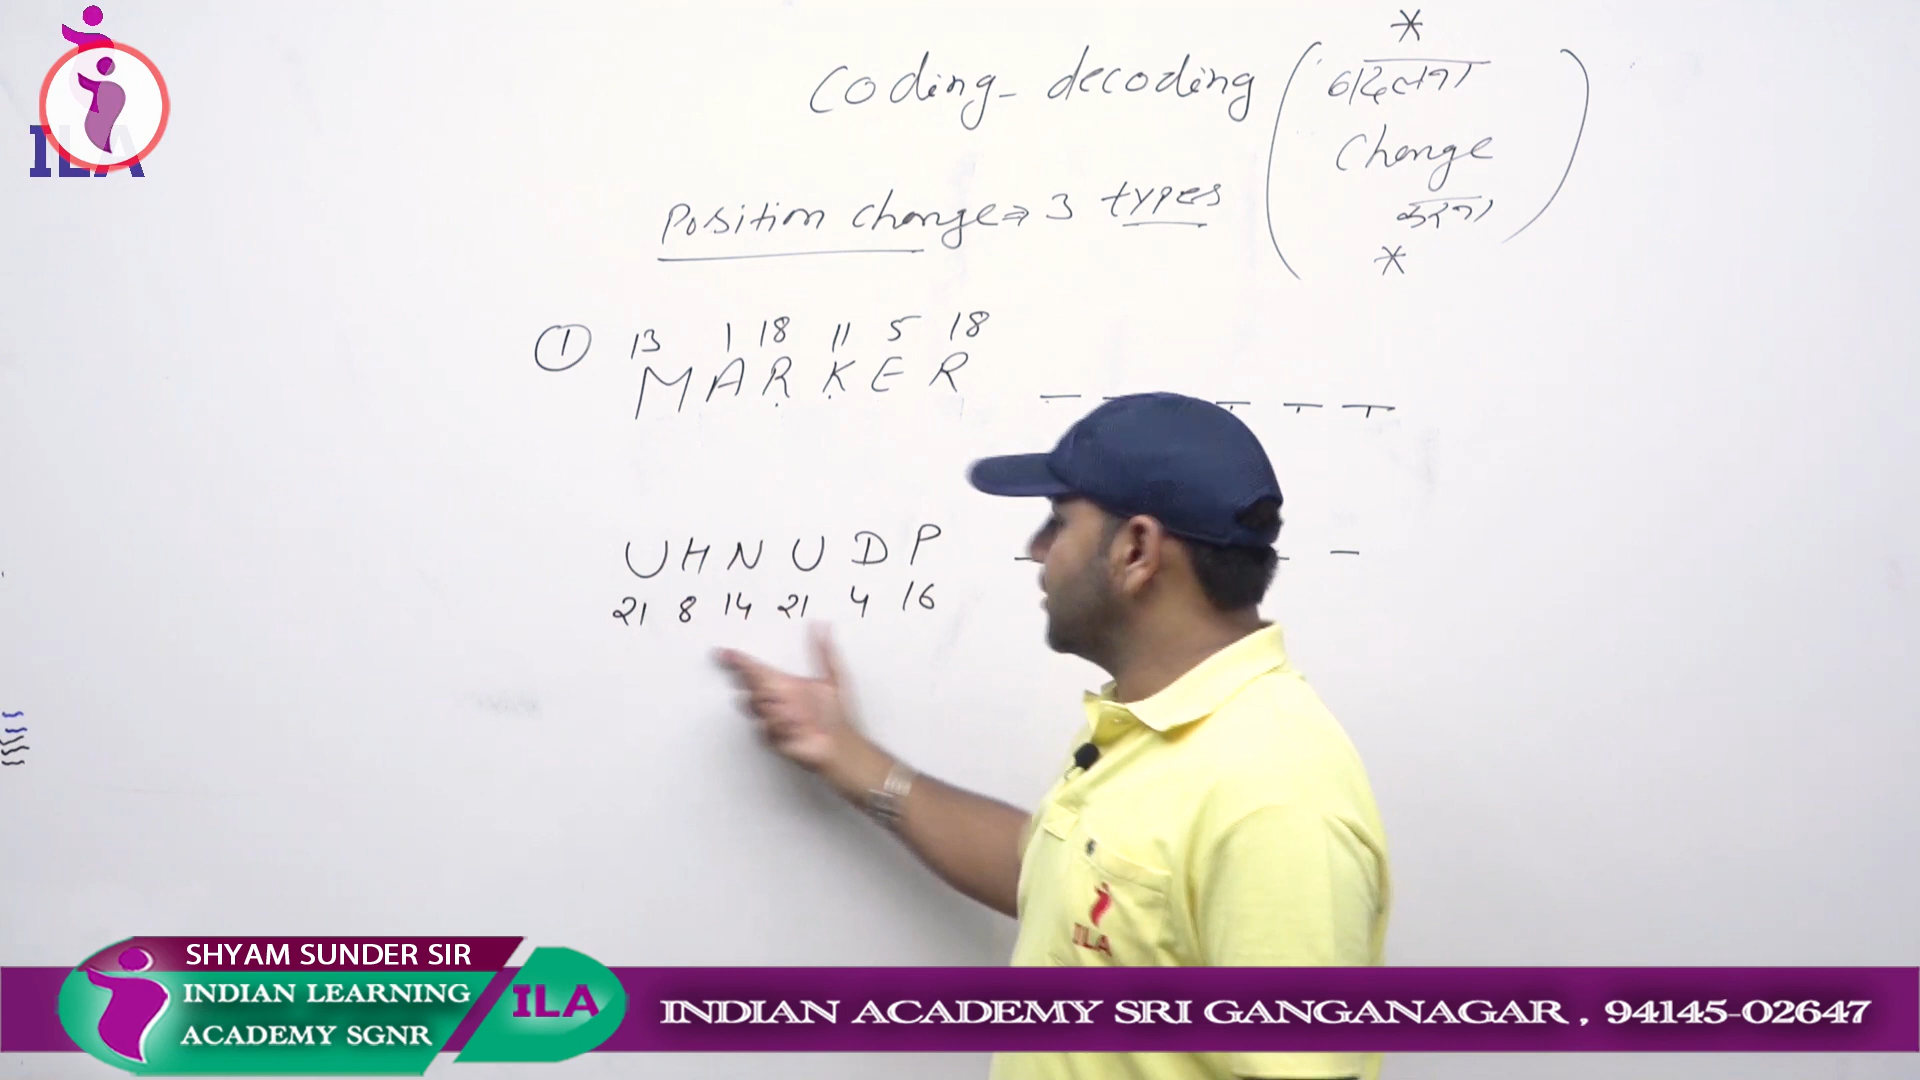 ILA
*
Coding-decoding ( बदलना
Change
करना )
*
Position change ⇒ 3 types
① 13 1 18 11 5 18
MARKER _ _ _ _ _
UHNUDP _ _
21 8 14 21 4 16
ILA
SHYAM SUNDER SIR
INDIAN LEARNING
ACADEMY SGNR
ILA
INDIAN ACADEMY SRI GANGANAGAR , 94145-02647